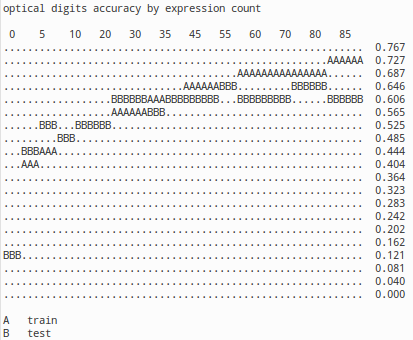 optical digits accuracy by expression count
0 5 10 20 30 35 45 55 60 70 80 85
............................................................ 0.767
......................................................AAAAAA 0.727
.......................................AAAAAAAAAAAAAAA...... 0.687
..............................AAAAAABBB.........BBBBBB...... 0.646
..................BBBBBBAAABBBBBBBBB...BBBBBBBBB......BBBBBB 0.606
..................AAAAAABBB................................. 0.565
......BBB...BBBBBB.......................................... 0.525
.........BBB................................................ 0.485
...BBBAAA................................................... 0.444
...AAA...................................................... 0.404
............................................................ 0.364
............................................................ 0.323
............................................................ 0.283
............................................................ 0.242
............................................................ 0.202
............................................................ 0.162
BBB......................................................... 0.121
............................................................ 0.081
............................................................ 0.040
............................................................ 0.000
A train
B test